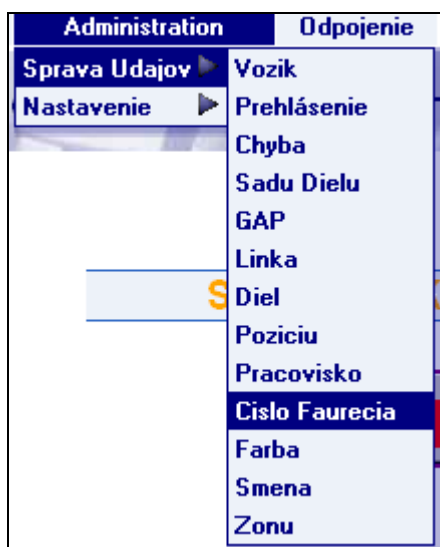 Administration Odpojenie
Sprava Udajov Vozik
Nastavenie Prehlásenie
Chyba
Sadu Dielu
GAP
Linka
S Diel
Poziciu
Pracovisko
Cislo Faurecia
Farba
Smena
Zonu